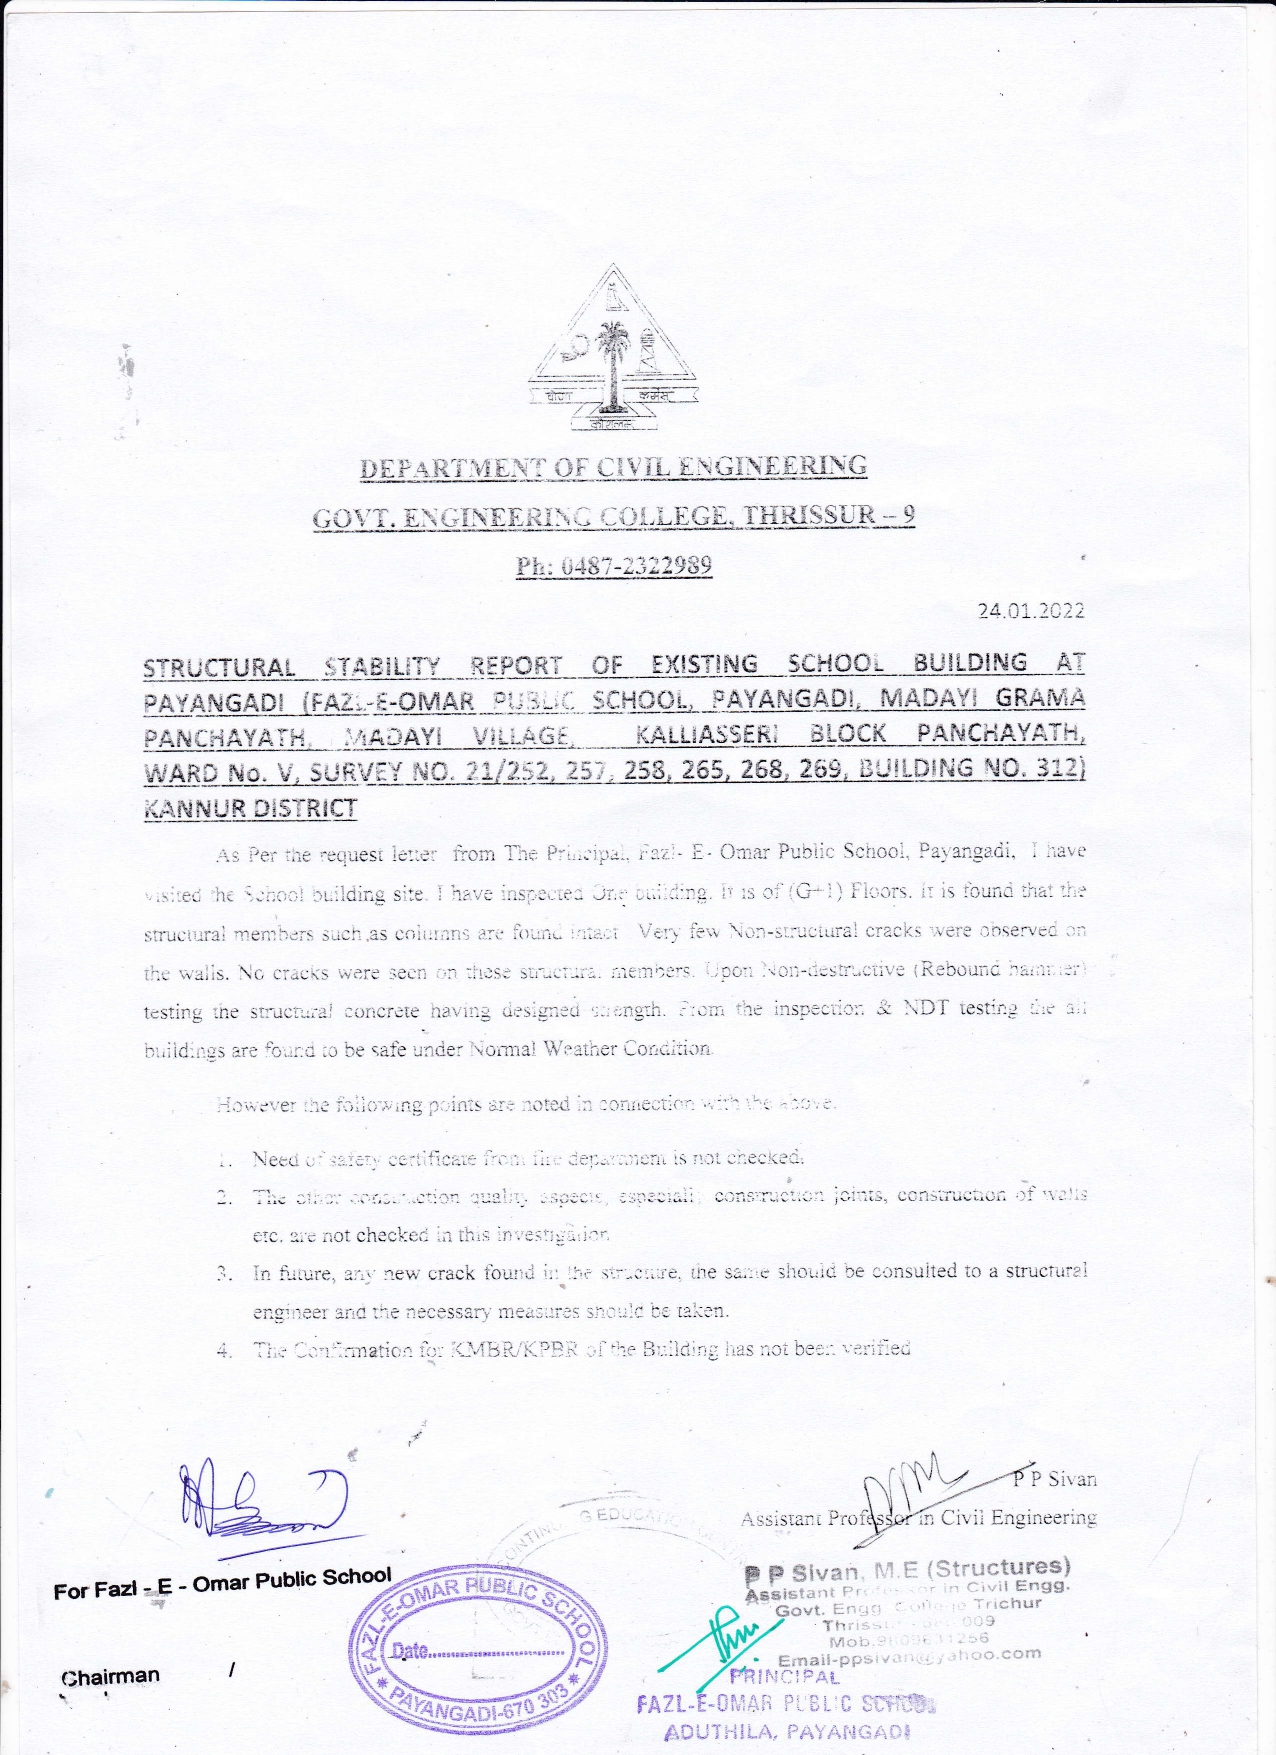 योगः
कर्मसु
कौशलम्
DEPARTMENT OF CIVIL ENGINEERING
GOVT. ENGINEERING COLLEGE, THRISSUR – 9
Ph: 0487-2322989
24.01.2022
STRUCTURAL STABILITY REPORT OF EXISTING SCHOOL BUILDING AT
PAYANGADI (FAZL-E-OMAR PUBLIC SCHOOL, PAYANGADI, MADAYI GRAMA
PANCHAYATH, MADAYI VILLAGE, KALLIASSERI BLOCK PANCHAYATH,
WARD No. V, SURVEY NO. 21/252, 257, 258, 265, 268, 269, BUILDING NO. 312)
KANNUR DISTRICT
As Per the request letter from The Principal, Fazl- E- Omar Public School, Payangadi, I have
visited the School building site. I have inspected One building. It is of (G+1) Floors. It is found that the
structural members such as columns are found intact Very few Non-structural cracks were observed on
the walls. No cracks were seen on these structural members. Upon Non-destructive (Rebound hammer)
testing the structural concrete having designed strength. From the inspection & NDT testing the all
buildings are found to be safe under Normal Weather Condition.
However the following points are noted in connection with the above.
1. Need of safety certificate from fire department is not checked.
2. The other construction quality aspects, especially construction joints, construction of walls
etc. are not checked in this investigation
3. In future, any new crack found in the structure, the same should be consulted to a structural
engineer and the necessary measures should be taken.
4. The Confirmation for KMBR/KPBR of the Building has not been verified
P P Sivan
Assistant Professor in Civil Engineering
G EDUCATI
For Fazl - E - Omar Public School
Chairman
FAZL-E-OMAR PUBLIC SCHOOL
Date
PAYANGADI-670 303
P P Sivan, M.E (Structures)
Assistant Professor in Civil Engg.
Govt. Engg College Trichur
Mob.
Email-ppsivan@yahoo.com
PRINCIPAL
FAZL-E-OMAR PUBLIC SCHOOL
ADUTHILA, PAYANGADI